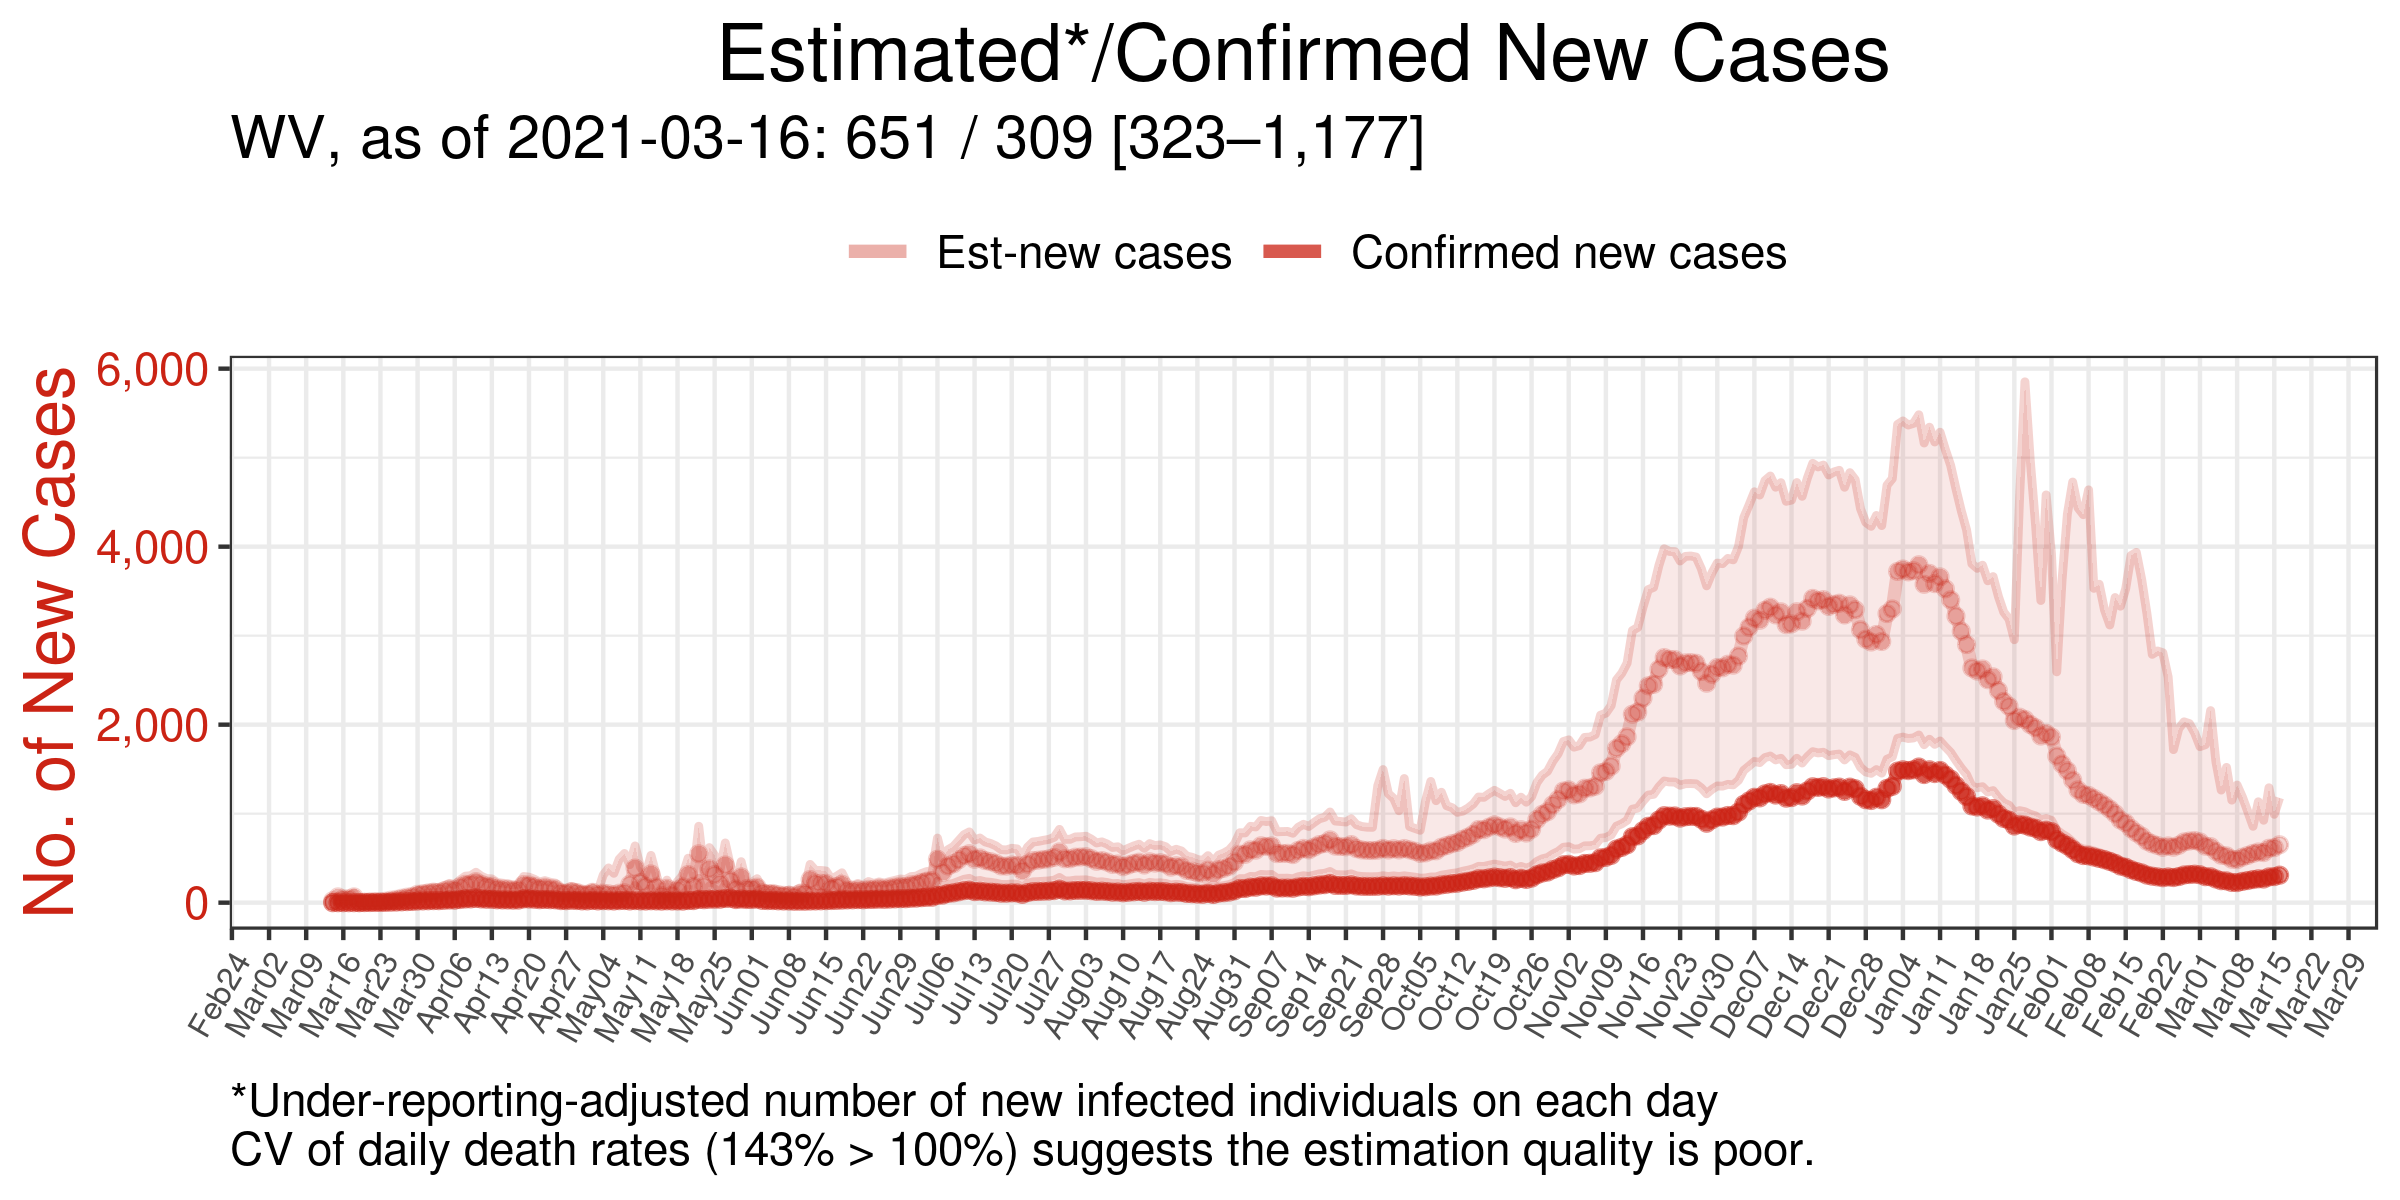 Estimated*/Confirmed New Cases
WV, as of 2021-03-16: 651 / 309 [323–1,177]
Est-new cases
Confirmed new cases
No. of New Cases
6,000
4,000
2,000
0
Feb24
Mar02
Mar09
Mar16
Mar23
Mar30
Apr06
Apr13
Apr20
Apr27
May04
May11
May18
May25
Jun01
Jun08
Jun15
Jun22
Jun29
Jul06
Jul13
Jul20
Jul27
Aug03
Aug10
Aug17
Aug24
Aug31
Sep07
Sep14
Sep21
Sep28
Oct05
Oct12
Oct19
Oct26
Nov02
Nov09
Nov16
Nov23
Nov30
Dec07
Dec14
Dec21
Dec28
Jan04
Jan11
Jan18
Jan25
Feb01
Feb08
Feb15
Feb22
Mar01
Mar08
Mar15
Mar22
Mar29
*Under-reporting-adjusted number of new infected individuals on each day
CV of daily death rates (143% > 100%) suggests the estimation quality is poor.